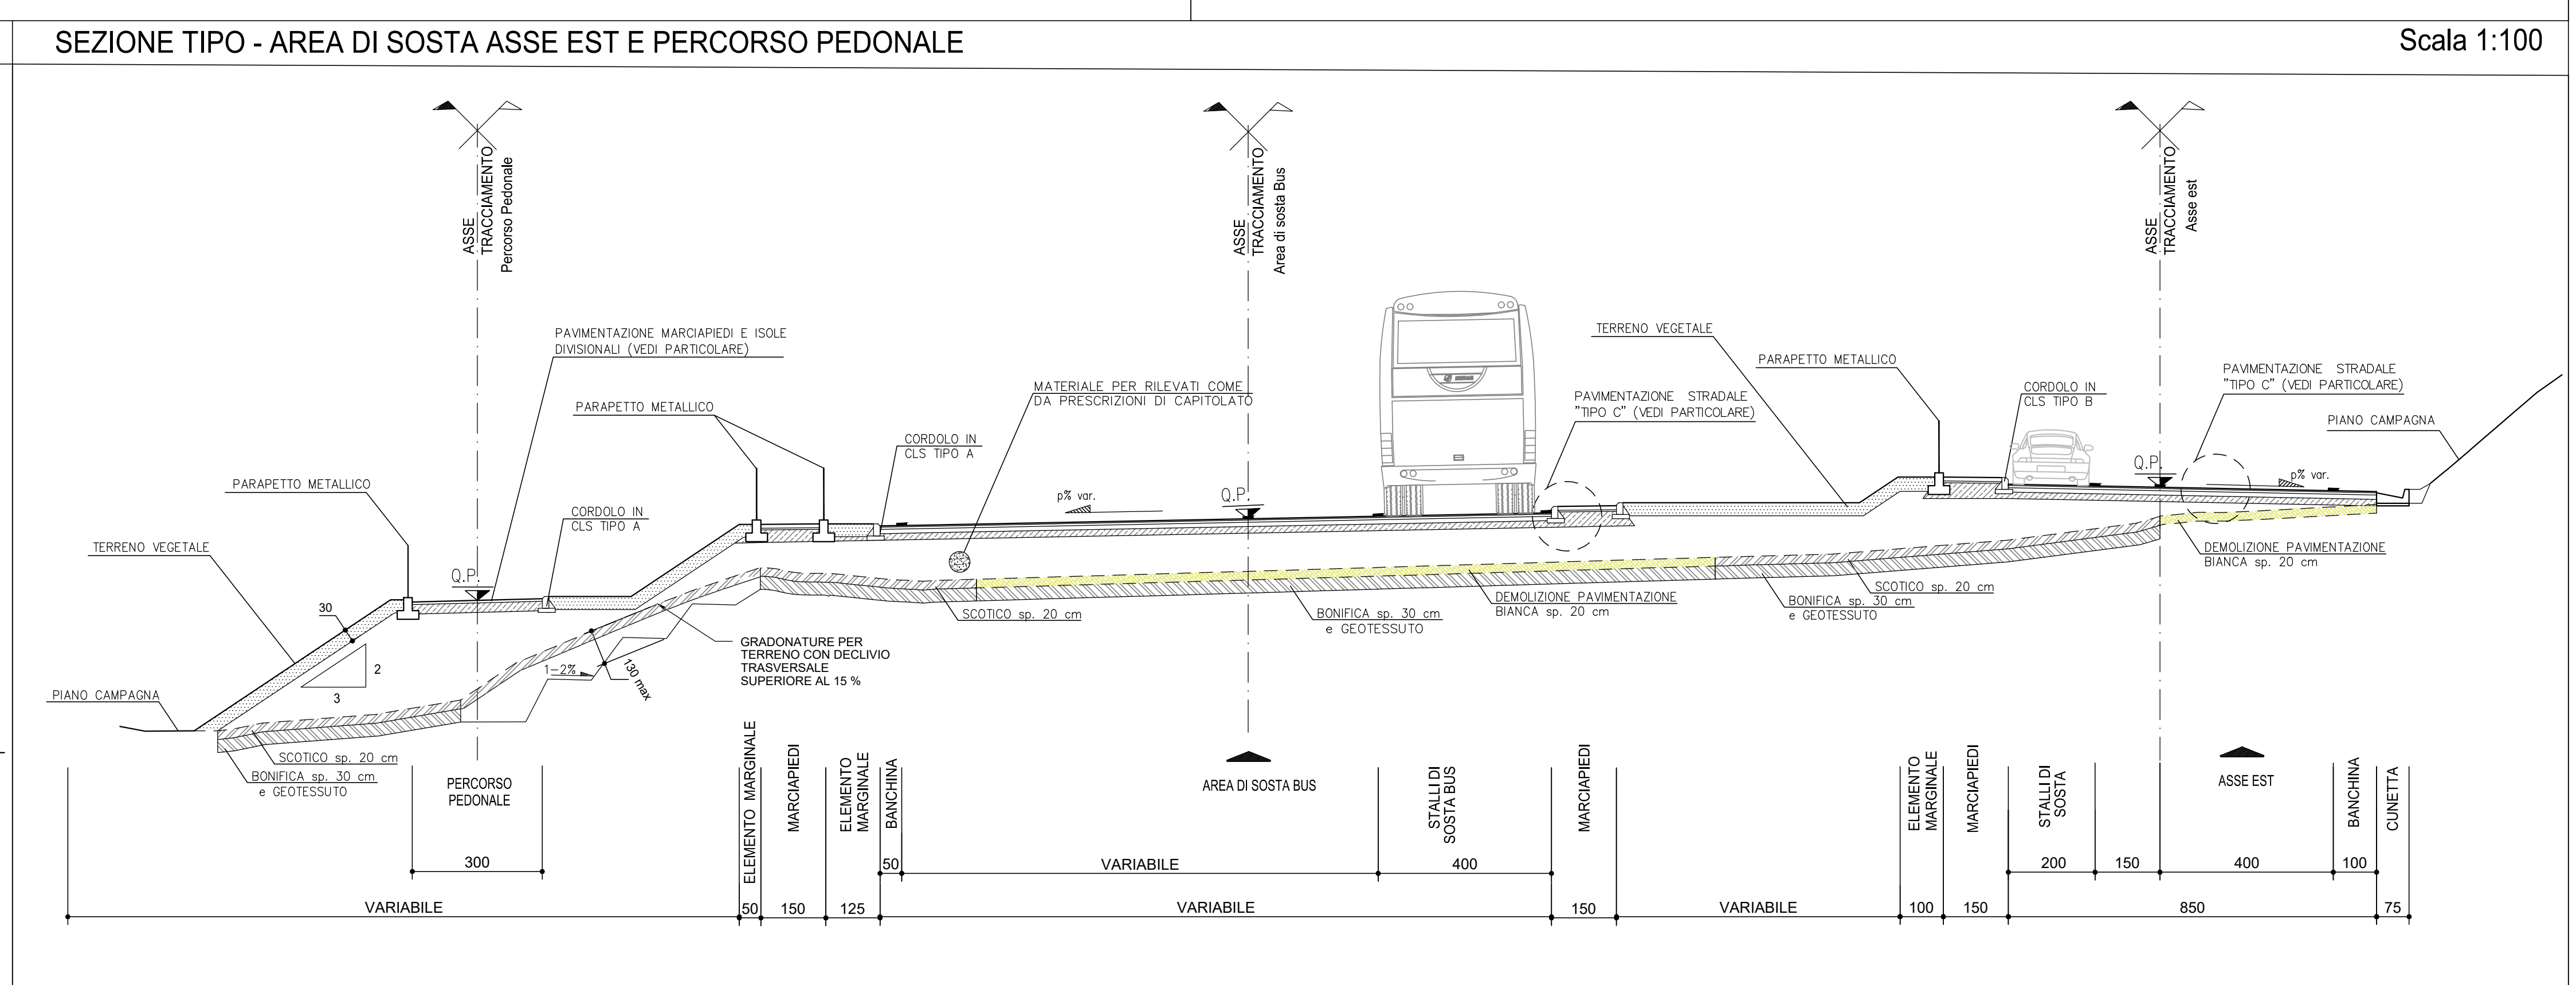 SEZIONE TIPO - AREA DI SOSTA ASSE EST E PERCORSO PEDONALE
Scala 1:100
ASSE
TRACCIAMENTO
Percorso Pedonale
ASSE
TRACCIAMENTO
Area di sosta Bus
ASSE
TRACCIAMENTO
Asse est
PAVIMENTAZIONE MARCIAPIEDI E ISOLE
DIVISIONALI (VEDI PARTICOLARE)
PARAPETTO METALLICO
MATERIALE PER RILEVATI COME
DA PRESCRIZIONI DI CAPITOLATO
CORDOLO IN
CLS TIPO A
TERRENO VEGETALE
PAVIMENTAZIONE STRADALE
"TIPO C" (VEDI PARTICOLARE)
PARAPETTO METALLICO
CORDOLO IN
CLS TIPO B
PAVIMENTAZIONE STRADALE
"TIPO C" (VEDI PARTICOLARE)
PIANO CAMPAGNA
PARAPETTO METALLICO
CORDOLO IN
CLS TIPO A
TERRENO VEGETALE
Q.P.
p% var.
Q.P.
Q.P.
p% var.
30
2
3
PIANO CAMPAGNA
1-2%
130 max
GRADONATURE PER
TERRENO CON DECLIVIO
TRASVERSALE
SUPERIORE AL 15 %
SCOTICO sp. 20 cm
BONIFICA sp. 30 cm
e GEOTESSUTO
DEMOLIZIONE PAVIMENTAZIONE
BIANCA sp. 20 cm
BONIFICA sp. 30 cm
e GEOTESSUTO
SCOTICO sp. 20 cm
DEMOLIZIONE PAVIMENTAZIONE
BIANCA sp. 20 cm
SCOTICO sp. 20 cm
BONIFICA sp. 30 cm
e GEOTESSUTO
PERCORSO
PEDONALE
ELEMENTO MARGINALE
MARCIAPIEDI
ELEMENTO
MARGINALE
BANCHINA
AREA DI SOSTA BUS
STALLI DI
SOSTA BUS
MARCIAPIEDI
ELEMENTO
MARGINALE
MARCIAPIEDI
STALLI DI
SOSTA
ASSE EST
BANCHINA
CUNETTA
300
50
VARIABILE
400
200
150
400
100
VARIABILE
50
150
125
VARIABILE
150
VARIABILE
100
150
850
75